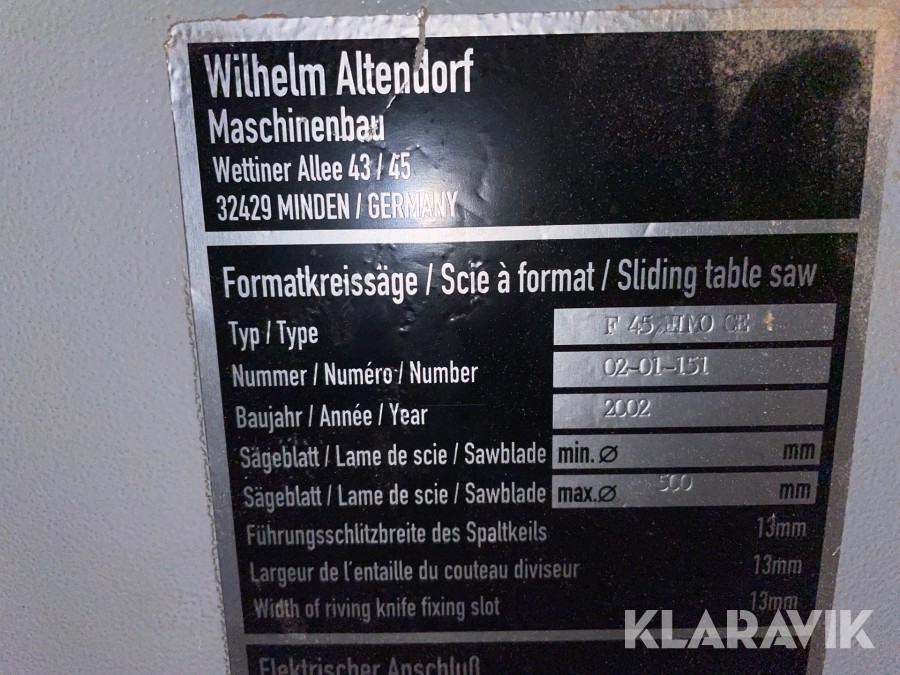 Wilhelm Altendorf
Maschinenbau
Wettiner Allee 43 / 45
32429 MINDEN / GERMANY
Formatkreissäge / Scie à format / Sliding table saw
Typ / Type F 45 CE
Nummer / Numéro / Number 02-01-151
Baujahr / Année / Year 2002
Sägeblatt / Lame de scie / Sawblade min. Ø mm
Sägeblatt / Lame de scie / Sawblade max. Ø 500 mm
Führungsschlitzbreite des Spaltkeils 13mm
Largeur de l'entaille du couteau diviseur 13mm
Width of riving knife fixing slot 13mm
KLARAVIK
Elektrischer Anschluß